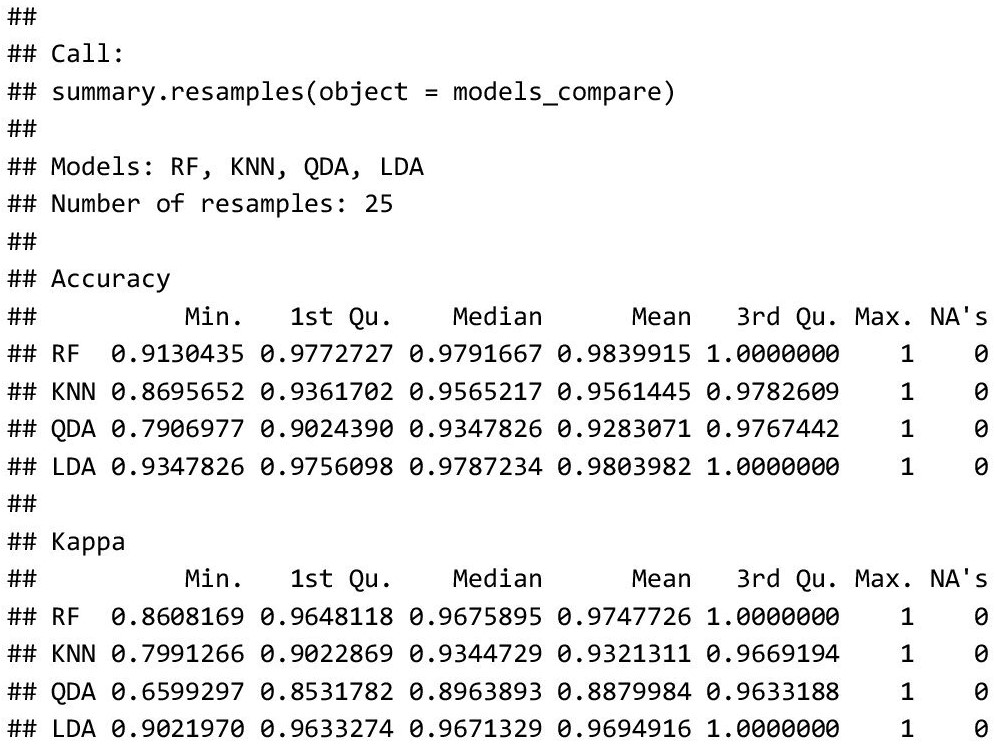 ##
## Call:
## summary.resamples(object = models_compare)
##
## Models: RF, KNN, QDA, LDA
## Number of resamples: 25
##
## Accuracy
##          Min.   1st Qu.    Median      Mean   3rd Qu. Max. NA's
## RF  0.9130435 0.9772727 0.9791667 0.9839915 1.0000000    1    0
## KNN 0.8695652 0.9361702 0.9565217 0.9561445 0.9782609    1    0
## QDA 0.7906977 0.9024390 0.9347826 0.9283071 0.9767442    1    0
## LDA 0.9347826 0.9756098 0.9787234 0.9803982 1.0000000    1    0
##
## Kappa
##          Min.   1st Qu.    Median      Mean   3rd Qu. Max. NA's
## RF  0.8608169 0.9648118 0.9675895 0.9747726 1.0000000    1    0
## KNN 0.7991266 0.9022869 0.9344729 0.9321311 0.9669194    1    0
## QDA 0.6599297 0.8531782 0.8963893 0.8879984 0.9633188    1    0
## LDA 0.9021970 0.9633274 0.9671329 0.9694916 1.0000000    1    0